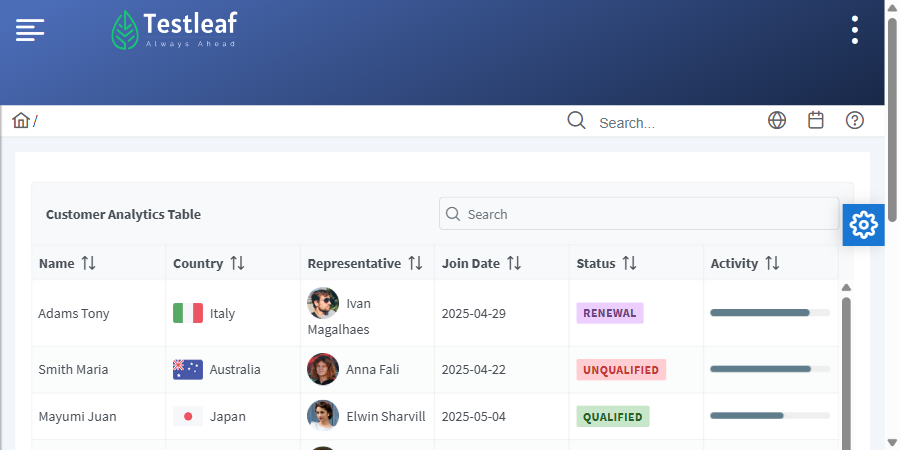 Testleaf
Always Ahead
/
Search...
Customer Analytics Table
Search
Name Country Representative Join Date Status Activity
Adams Tony Italy Ivan Magalhaes 2025-04-29 RENEWAL
Smith Maria Australia Anna Fali 2025-04-22 UNQUALIFIED
Mayumi Juan Japan Elwin Sharvill 2025-05-04 QUALIFIED